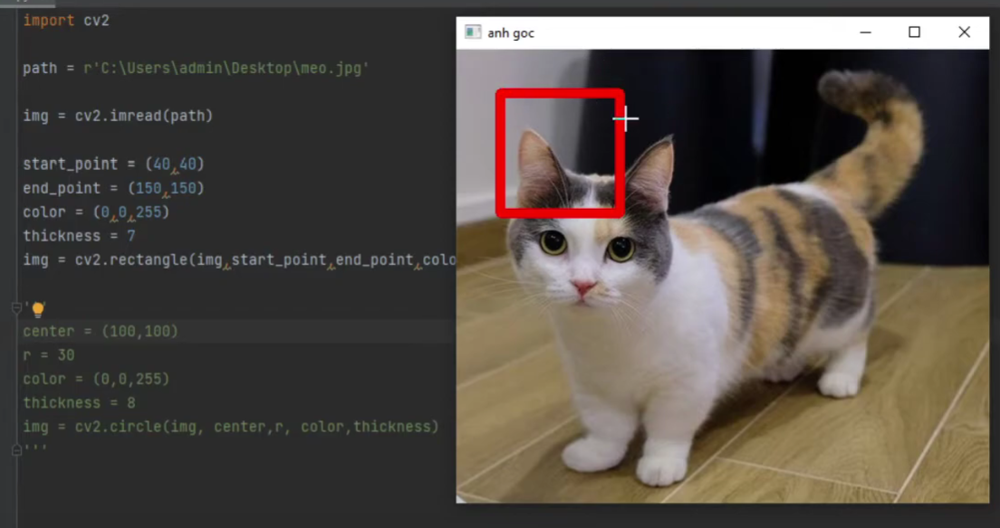 import cv2
path = r'C:\Users\admin\Desktop\meo.jpg'
img = cv2.imread(path)
start_point = (40,40)
end_point = (150,150)
color = (0,0,255)
thickness = 7
img = cv2.rectangle(img,start_point,end_point,colo
'''
center = (100,100)
r = 30
color = (0,0,255)
thickness = 8
img = cv2.circle(img, center,r, color,thickness)
'''
anh goc